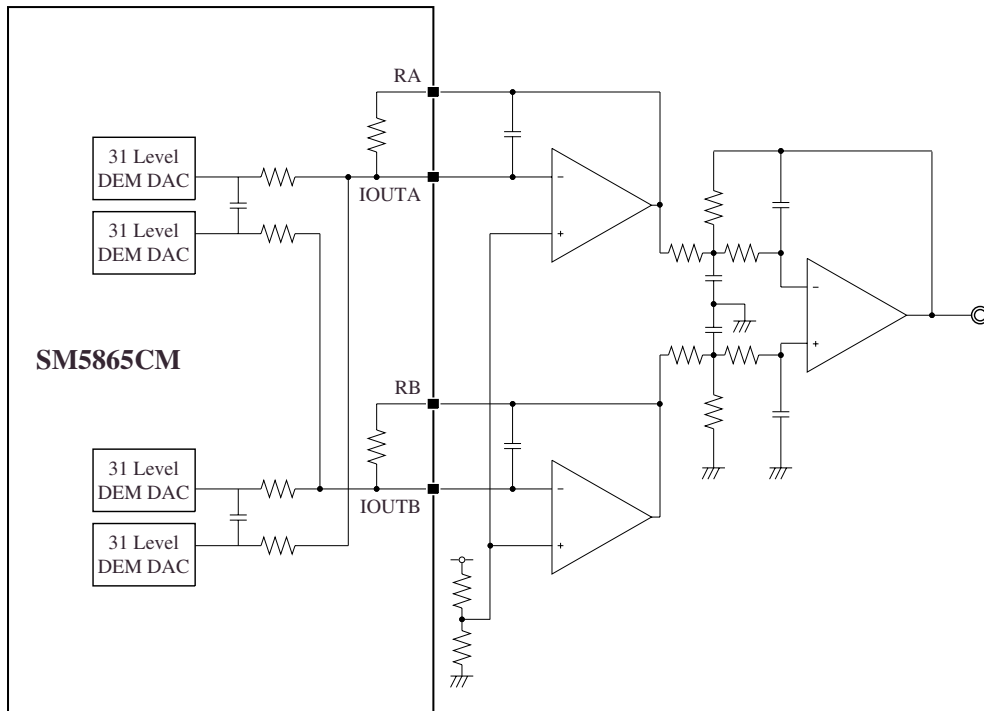 RA
31 Level
DEM DAC
IOUTA
31 Level
DEM DAC
SM5865CM
RB
31 Level
DEM DAC
IOUTB
31 Level
DEM DAC
−
+
−
+
−
+